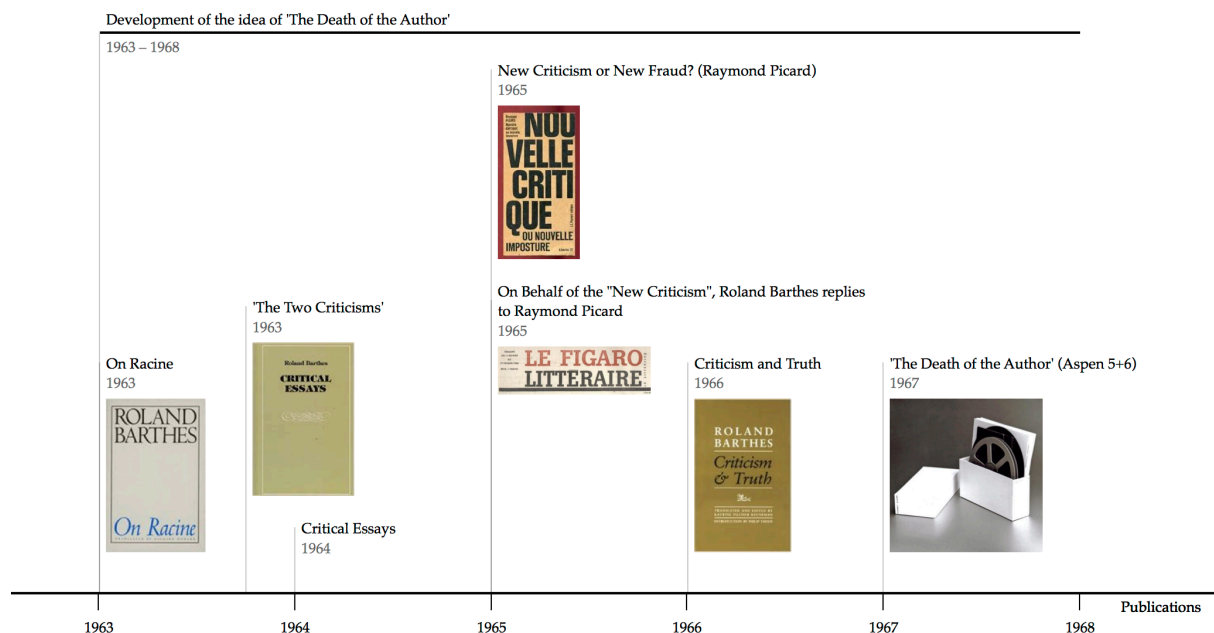 Development of the idea of 'The Death of the Author'
1963 – 1968
New Criticism or New Fraud? (Raymond Picard)
1965
NOU
VELLE
CRITI
QUE
OU NOUVELLE
IMPOSTURE
On Behalf of the "New Criticism", Roland Barthes replies
to Raymond Picard
1965
LE FIGARO
LITTÉRAIRE
'The Two Criticisms'
1963
Roland Barthes
CRITICAL
ESSAYS
On Racine
1963
ROLAND
BARTHES
On Racine
Critical Essays
1964
Criticism and Truth
1966
ROLAND
BARTHES
Criticism
& Truth
'The Death of the Author' (Aspen 5+6)
1967
Publications
1963
1964
1965
1966
1967
1968